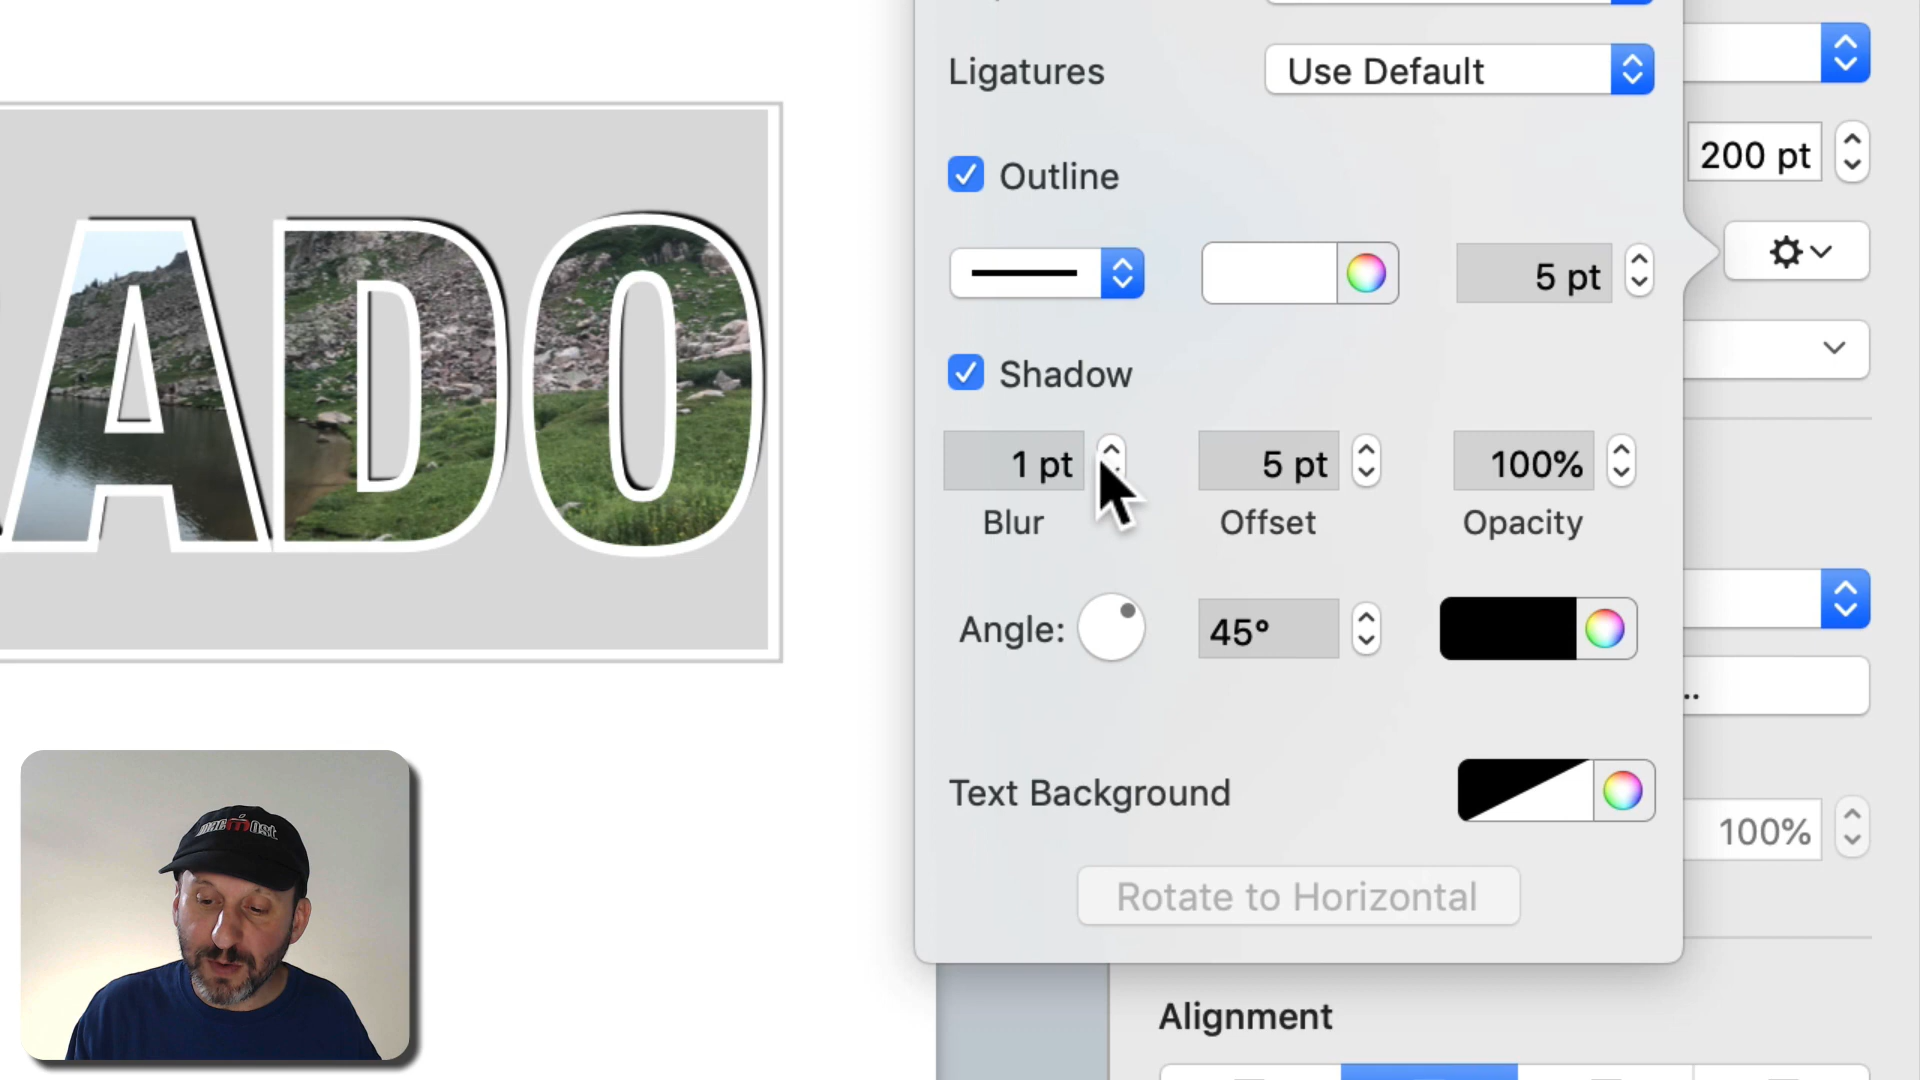 Ligatures Use Default
Outline 200 pt
5 pt
Shadow
1 pt 5 pt 100%
Blur Offset Opacity
Angle: 45°
..
Text Background
100%
Rotate to Horizontal
Alignment
ADO
macmost